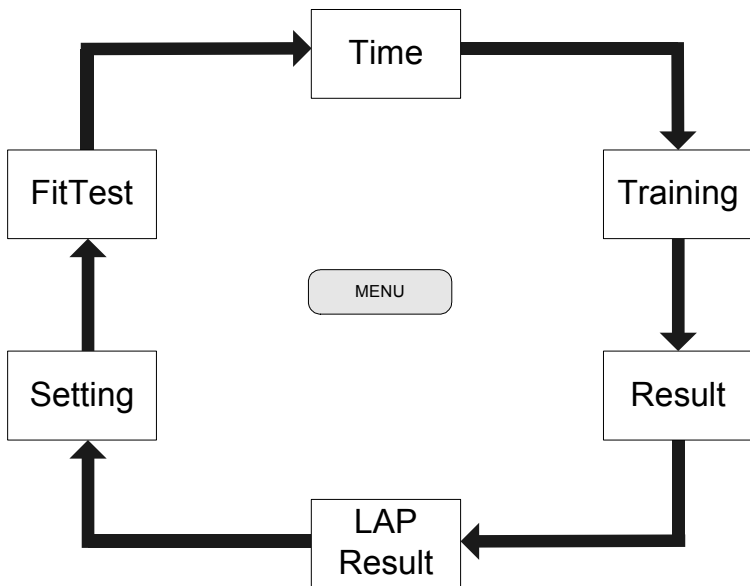 Time
FitTest
Training
MENU
Setting
Result
LAP
Result